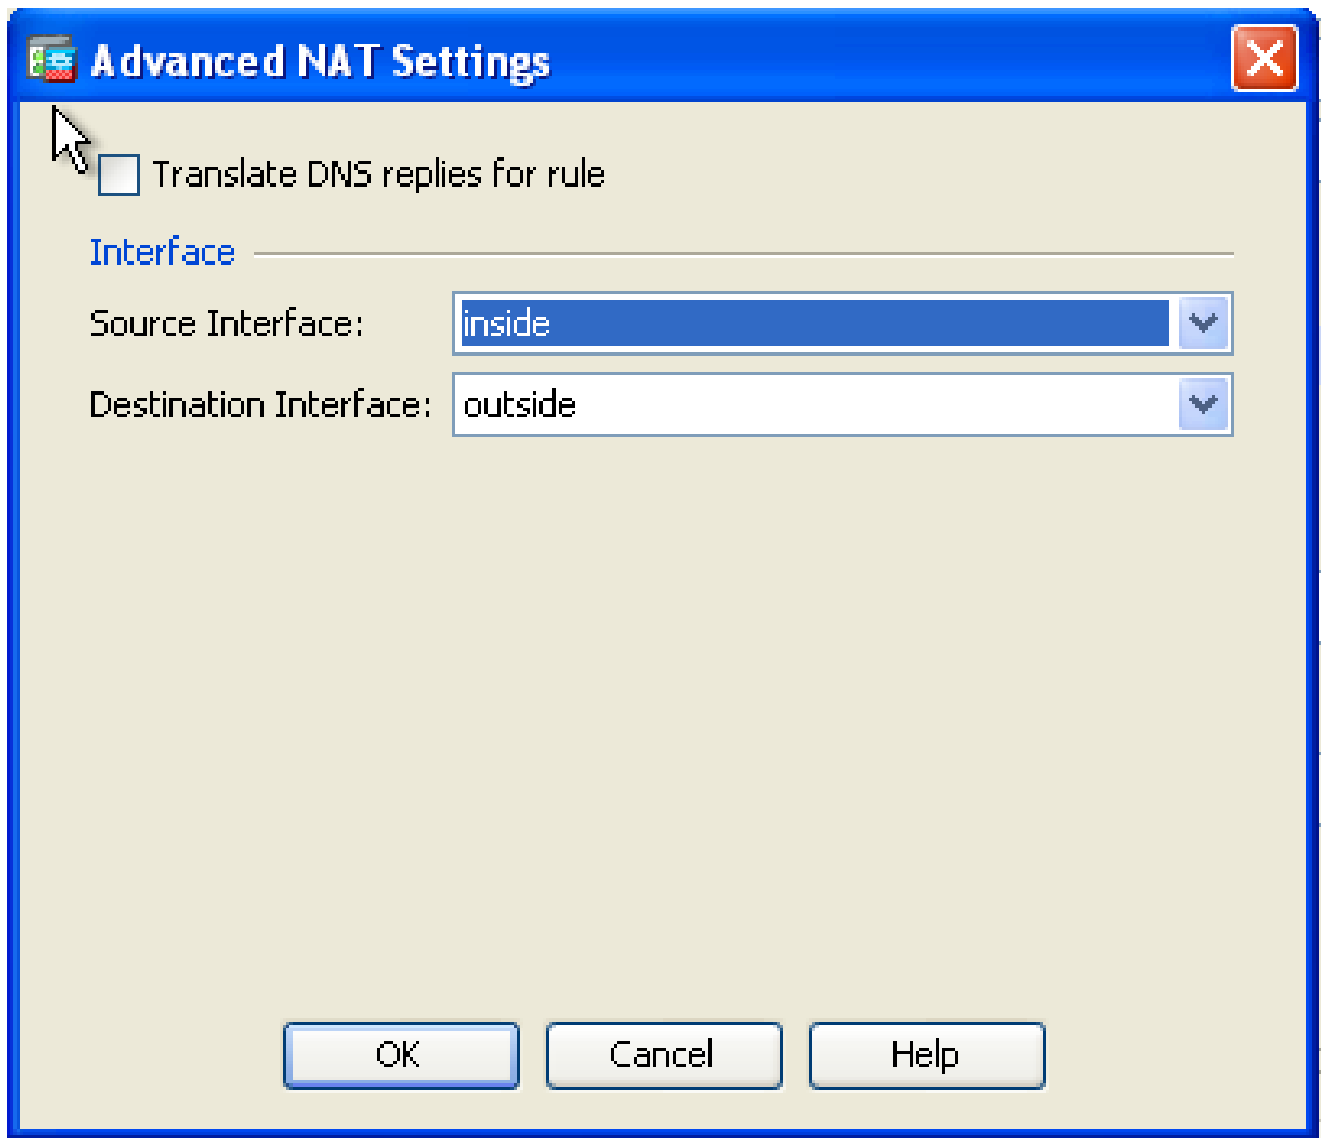 Advanced NAT Settings
Translate DNS replies for rule
Interface
Source Interface: inside
Destination Interface: outside
OK Cancel Help